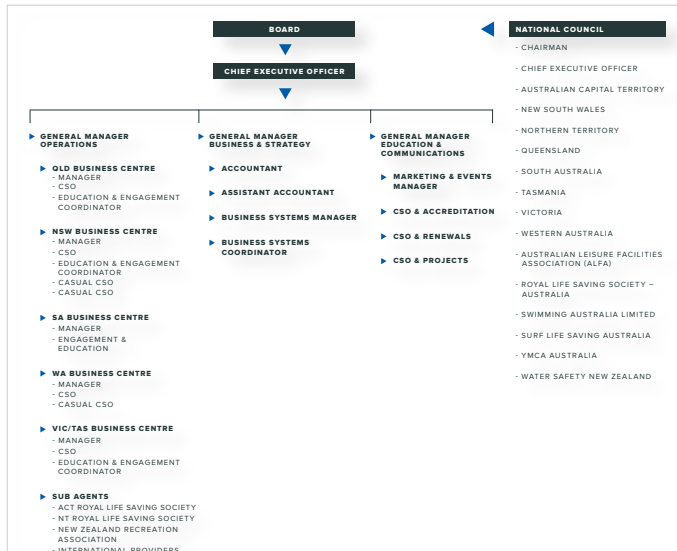 BOARD
CHIEF EXECUTIVE OFFICER
GENERAL MANAGER
OPERATIONS
QLD BUSINESS CENTRE
- MANAGER
- CSO
- EDUCATION & ENGAGEMENT
COORDINATOR
NSW BUSINESS CENTRE
- MANAGER
- CSO
- EDUCATION & ENGAGEMENT
COORDINATOR
- CASUAL CSO
- CASUAL CSO
SA BUSINESS CENTRE
- MANAGER
- ENGAGEMENT &
EDUCATION
WA BUSINESS CENTRE
- MANAGER
- CSO
- CASUAL CSO
VIC/TAS BUSINESS CENTRE
- MANAGER
- CSO
- EDUCATION & ENGAGEMENT
COORDINATOR
SUB AGENTS
- ACT ROYAL LIFE SAVING SOCIETY
- NT ROYAL LIFE SAVING SOCIETY
- NEW ZEALAND RECREATION
ASSOCIATION
- INTERNATIONAL PROVIDERS
GENERAL MANAGER
BUSINESS & STRATEGY
ACCOUNTANT
ASSISTANT ACCOUNTANT
BUSINESS SYSTEMS MANAGER
BUSINESS SYSTEMS
COORDINATOR
GENERAL MANAGER
EDUCATION &
COMMUNICATIONS
MARKETING & EVENTS
MANAGER
CSO & ACCREDITATION
CSO & RENEWALS
CSO & PROJECTS
NATIONAL COUNCIL
- CHAIRMAN
- CHIEF EXECUTIVE OFFICER
- AUSTRALIAN CAPITAL TERRITORY
- NEW SOUTH WALES
- NORTHERN TERRITORY
- QUEENSLAND
- SOUTH AUSTRALIA
- TASMANIA
- VICTORIA
- WESTERN AUSTRALIA
- AUSTRALIAN LEISURE FACILITIES
ASSOCIATION (ALFA)
- ROYAL LIFE SAVING SOCIETY –
AUSTRALIA
- SWIMMING AUSTRALIA LIMITED
- SURF LIFE SAVING AUSTRALIA
- YMCA AUSTRALIA
- WATER SAFETY NEW ZEALAND